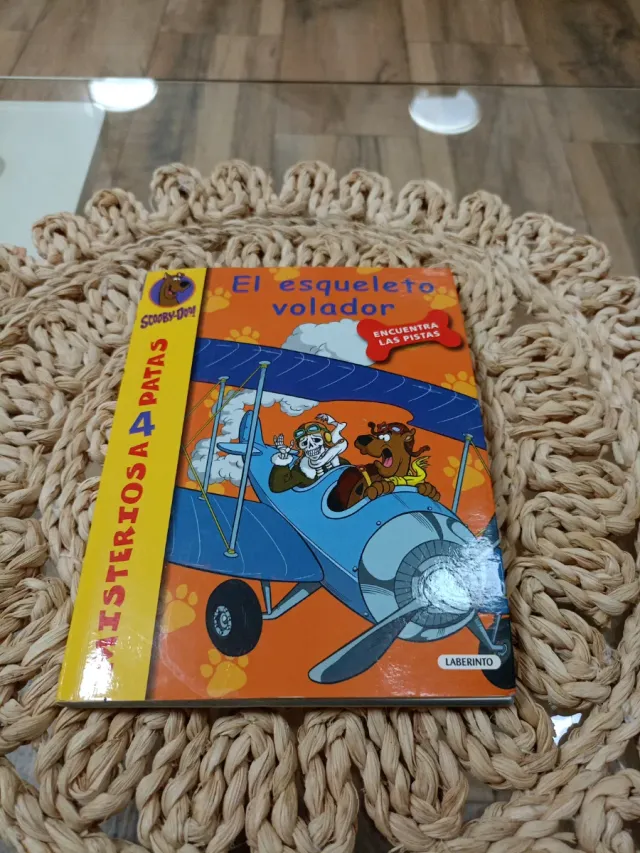 El esqueleto
volador
ENCUENTRA
LAS PISTAS
SCOOBY-DOO!
MISTERIOS A 4 PATAS
LABERINTO